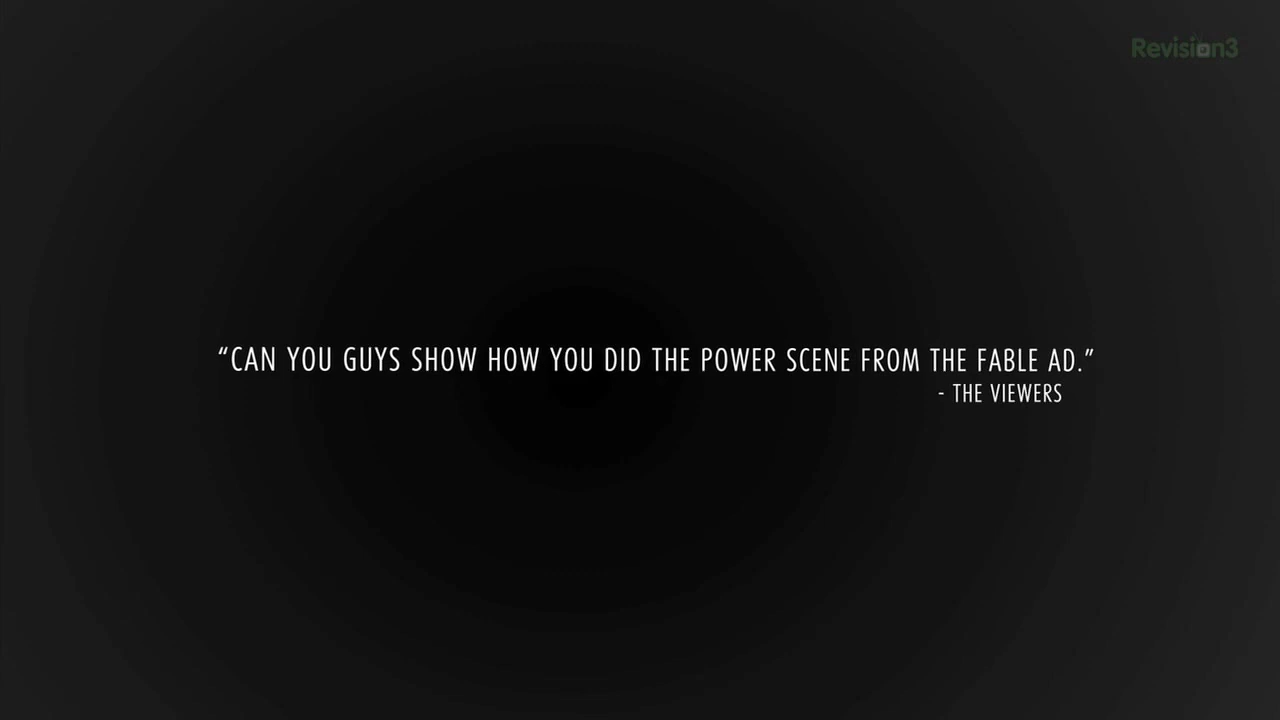 Revision3
“CAN YOU GUYS SHOW HOW YOU DID THE POWER SCENE FROM THE FABLE AD.”
- THE VIEWERS